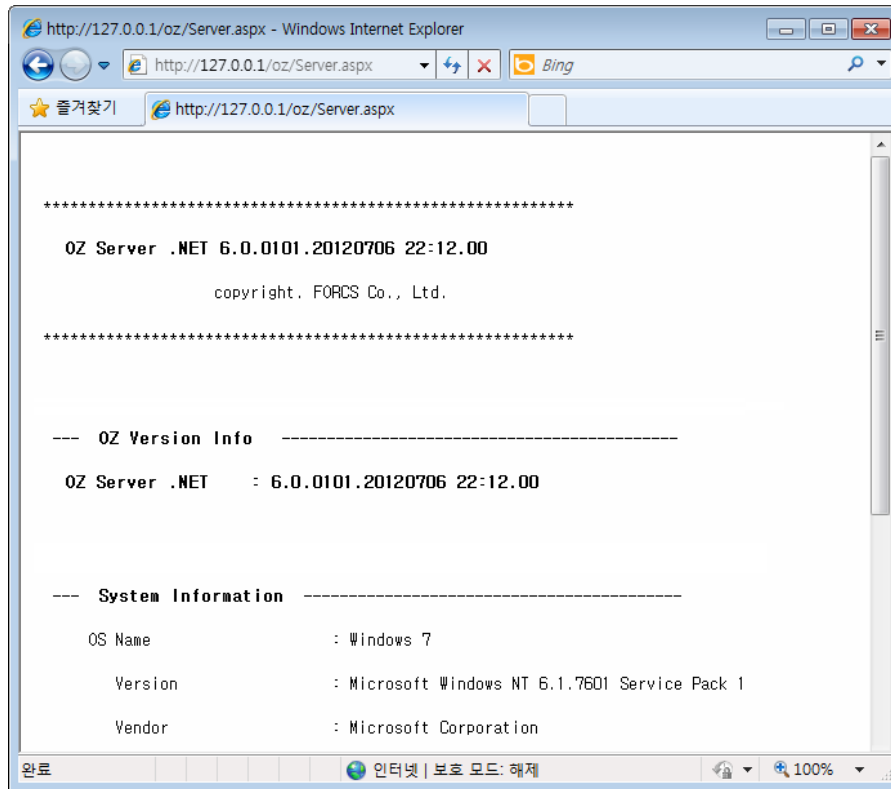 http://127.0.0.1/oz/Server.aspx - Windows Internet Explorer
http://127.0.0.1/oz/Server.aspx
Bing
즐겨찾기
http://127.0.0.1/oz/Server.aspx
***********************************************************
OZ Server .NET 6.0.0101.20120706 22:12.00
copyright. FORCS Co., Ltd.
***********************************************************
--- OZ Version Info --------------------------------------------
OZ Server .NET : 6.0.0101.20120706 22:12.00
--- System Information ------------------------------------------
OS Name : Windows 7
Version : Microsoft Windows NT 6.1.7601 Service Pack 1
Vendor : Microsoft Corporation
완료
인터넷 | 보호 모드: 해제
100%